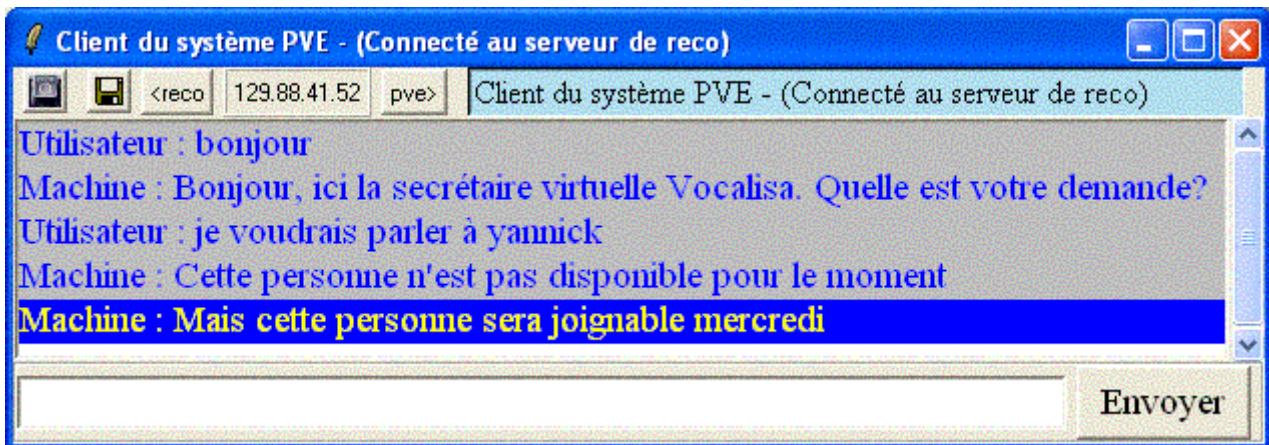 Client du système PVE - (Connecté au serveur de reco)
<reco 129.88.41.52 pve> Client du système PVE - (Connecté au serveur de reco)
Utilisateur : bonjour
Machine : Bonjour, ici la secrétaire virtuelle Vocalisa. Quelle est votre demande?
Utilisateur : je voudrais parler à yannick
Machine : Cette personne n'est pas disponible pour le moment
Machine : Mais cette personne sera joignable mercredi
Envoyer